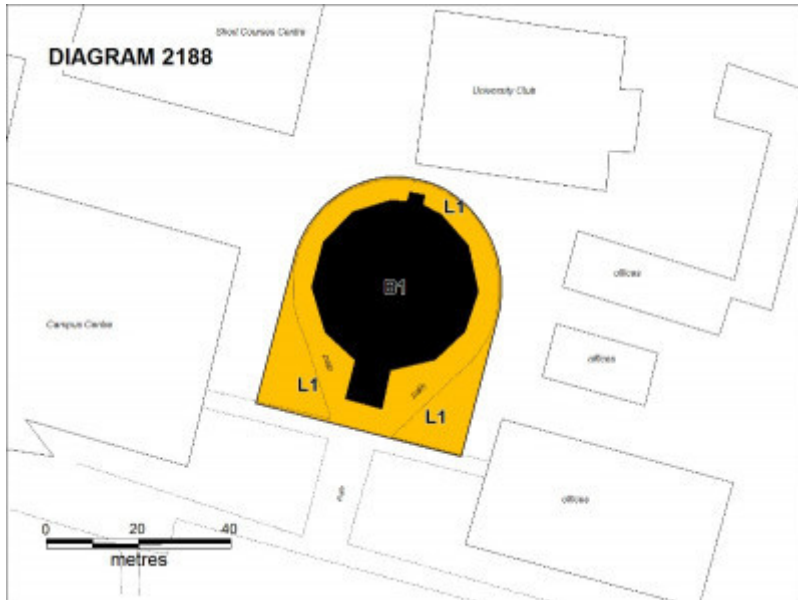 Short Courses Centre
DIAGRAM 2188
University Club
L1
offices
B1
Campus Centre
offices
path
L1
path
L1
offices
Path
0 20 40
metres